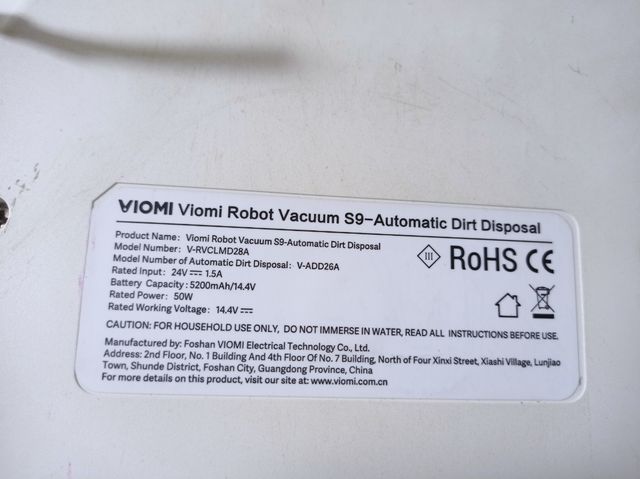 VIOMI Viomi Robot Vacuum S9-Automatic Dirt Disposal
Product Name: Viomi Robot Vacuum S9-Automatic Dirt Disposal
Model Number: V-RVCLMD28A
Model Number of Automatic Dirt Disposal: V-ADD26A
Rated Input: 24V⎓1.5A
Battery Capacity: 5200mAh/14.4V
Rated Power: 50W
Rated Working Voltage: 14.4V⎓
III RoHS CE
CAUTION: FOR HOUSEHOLD USE ONLY, DO NOT IMMERSE IN WATER, READ ALL INSTRUCTIONS BEFORE USE.
Manufactured by: Foshan VIOMI Electrical Technology Co., Ltd.
Address: 2nd Floor, No. 1 Building And 4th Floor Of No. 7 Building, North of Four Xinxi Street, Xiashi Village, Lunjiao
Town, Shunde District, Foshan City, Guangdong Province, China
For more details on this product, visit our site at: www.viomi.com.cn